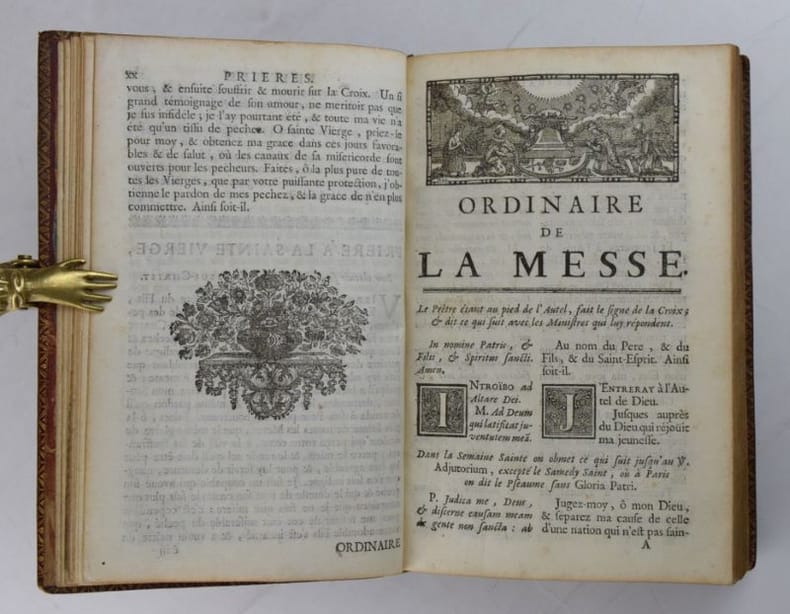 xx PRIERES.
vous, & ensuite souffrir & mourir sur la Croix. Un si
grand témoignage de son amour, ne meritoit pas que
je fus infidele; je l'ay pourtant été, & toute ma vie n'a
été qu'un tissu de peches. O sainte Vierge, priez-le
pour moy, & obtenez ma grace dans ces jours favora-
bles & de salut, où les canaux de sa misericorde sont
ouverts pour les pecheurs. Faites, ô la plus pure de tou-
tes les Vierges, que par votre puissante protection, j'ob-
tienne le pardon de mes pechez, & la grace de n'en plus
commettre. Ainsi soit-il.
ORDINAIRE
ORDINAIRE
DE
LA MESSE.
Le Prêtre étant au pied de l'Autel, fait le signe de la Croix;
& dit ce qui suit avec les Ministres qui luy répondent.
In nomine Patris, &
Filii, & Spiritus sancti.
Amen.
INTROÏBO ad
Altare Dei.
M. Ad Deum
qui lætificat ju-
ventutem meã.
Au nom du Pere, & du
Fils, & du Saint-Esprit. Ainsi
soit-il.
JENTRERAY à l'Au-
tel de Dieu.
Jusques auprès
du Dieu qui réjoüit
ma jeunesse.
Dans la Semaine Sainte on obmet ce qui suit jusqu'au ℣.
Adjutorium, excepté le Samedy Saint, où à Paris
on dit le Pseaume sans Gloria Patri.
P. Judica me, Deus,
& discerne causam meam
de gente non sancta: ab
Jugez-moy, ô mon Dieu,
& separez ma cause de celle
d'une nation qui n'est pas sain-
A